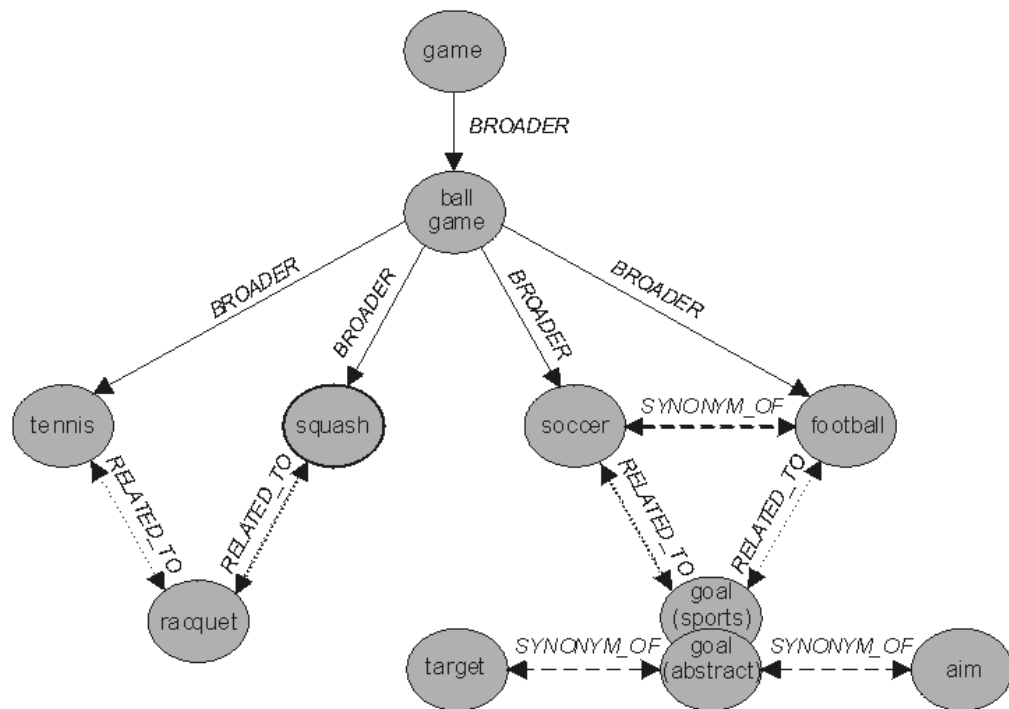 game
BROADER
ball
game
BROADER
BROADER
BROADER
BROADER
tennis
squash
soccer
SYNONYM_OF
football
RELATED_TO
RELATED_TO
RELATED_TO
RELATED_TO
racquet
goal
(sports)
target
SYNONYM_OF
goal
(abstract)
SYNONYM_OF
aim